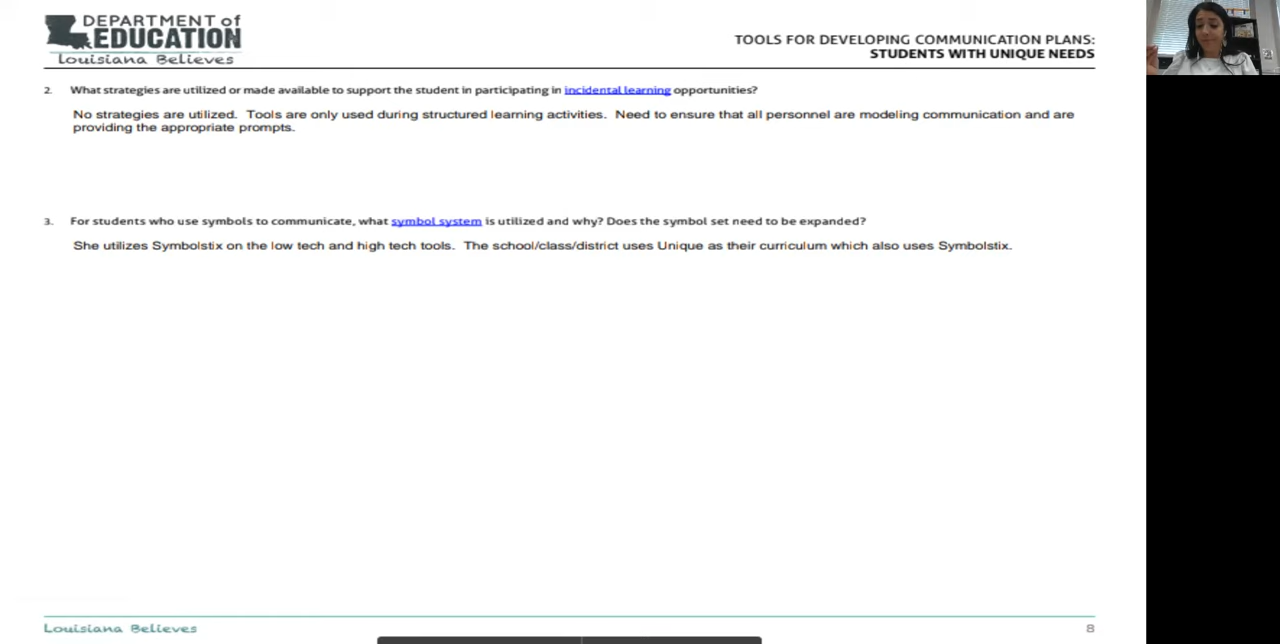 DEPARTMENT of
EDUCATION
Louisiana Believes
TOOLS FOR DEVELOPING COMMUNICATION PLANS:
STUDENTS WITH UNIQUE NEEDS
2. What strategies are utilized or made available to support the student in participating in incidental learning opportunities?
No strategies are utilized. Tools are only used during structured learning activities. Need to ensure that all personnel are modeling communication and are
providing the appropriate prompts.
3. For students who use symbols to communicate, what symbol system is utilized and why? Does the symbol set need to be expanded?
She utilizes Symbolstix on the low tech and high tech tools. The school/class/district uses Unique as their curriculum which also uses Symbolstix.
Louisiana Believes
8